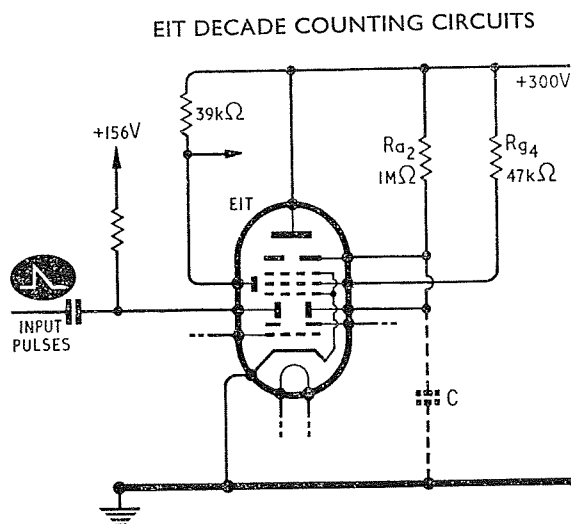 EIT DECADE COUNTING CIRCUITS
+300V
39kΩ
+156V
Ra2
1MΩ
Rg4
47kΩ
EIT
INPUT
PULSES
C